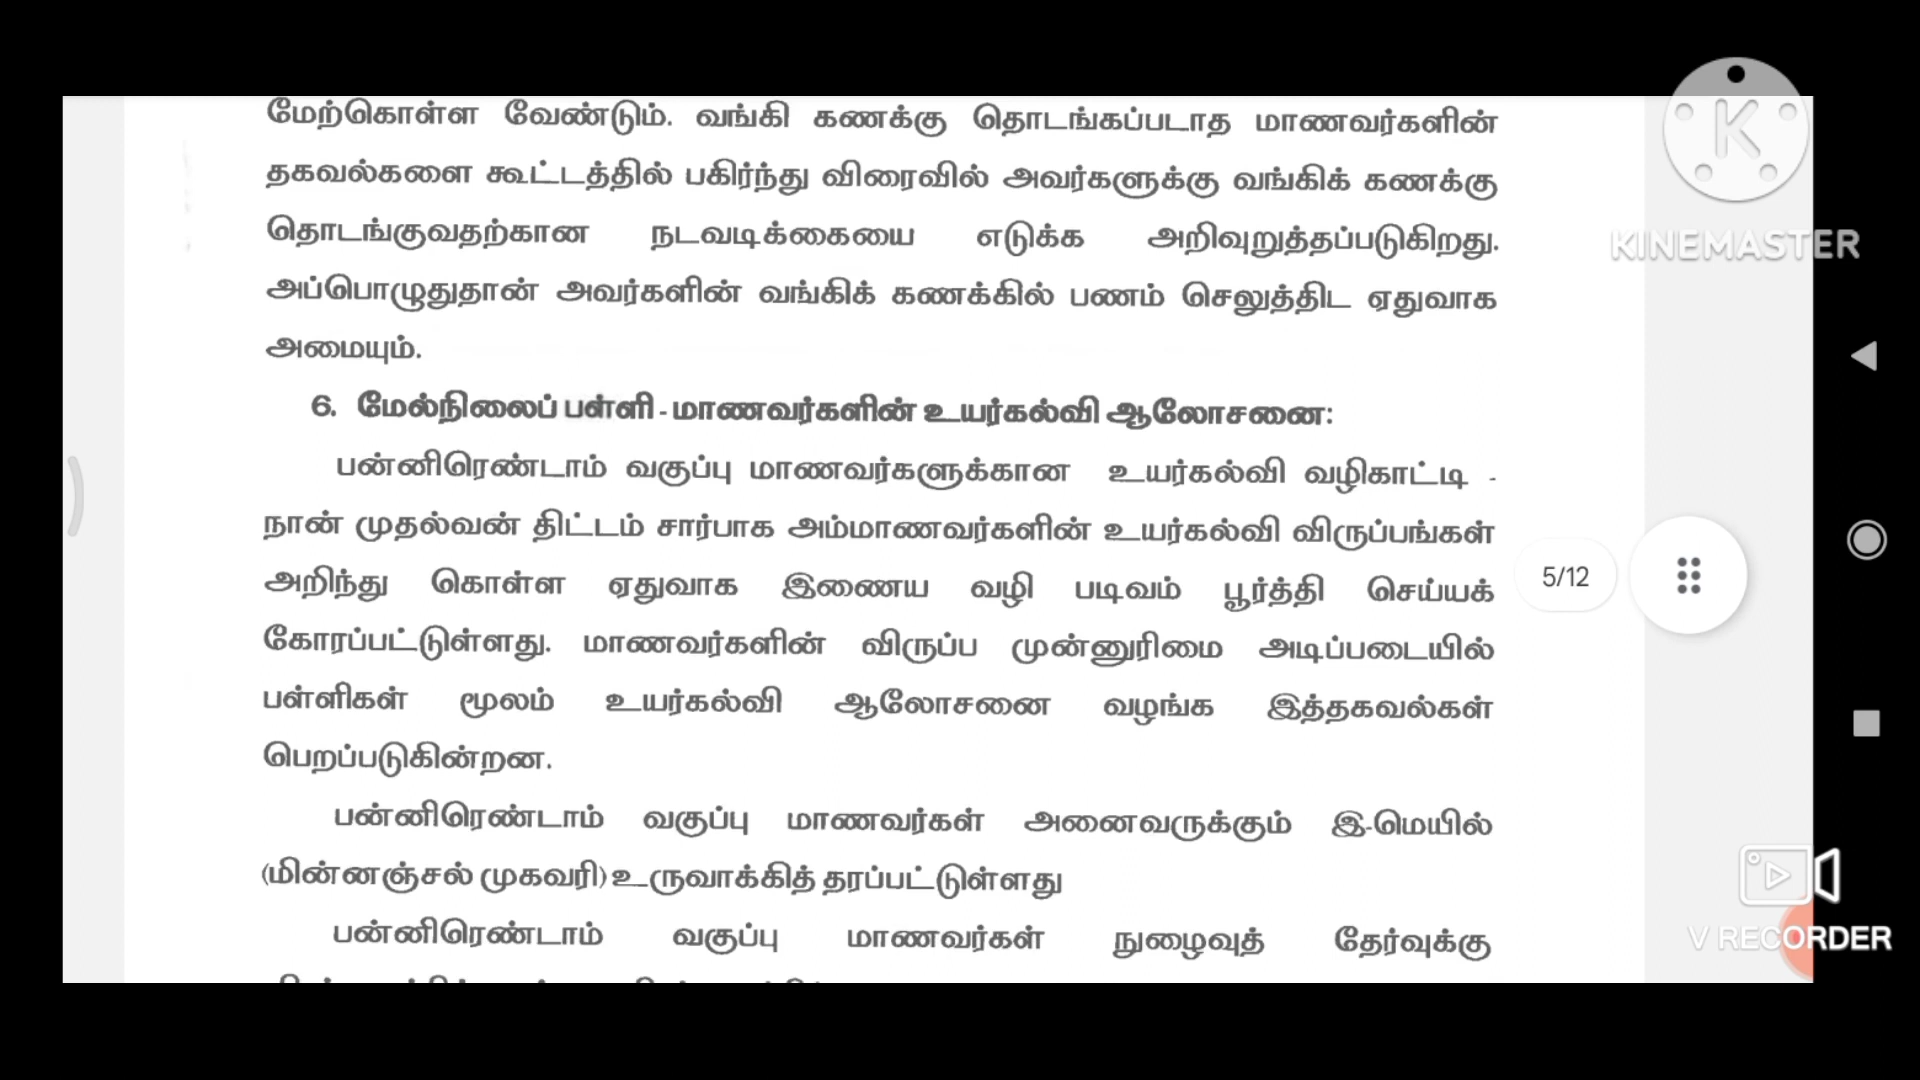 மேற்கொள்ள வேண்டும். வங்கி கணக்கு தொடங்கப்படாத மாணவர்களின்
தகவல்களை கூட்டத்தில் பகிர்ந்து விரைவில் அவர்களுக்கு வங்கிக் கணக்கு
தொடங்குவதற்கான நடவடிக்கையை எடுக்க அறிவுறுத்தப்படுகிறது.
அப்பொழுதுதான் அவர்களின் வங்கிக் கணக்கில் பணம் செலுத்திட ஏதுவாக
அமையும்.
6. மேல்நிலைப் பள்ளி - மாணவர்களின் உயர்கல்வி ஆலோசனை:
பன்னிரெண்டாம் வகுப்பு மாணவர்களுக்கான உயர்கல்வி வழிகாட்டி -
நான் முதல்வன் திட்டம் சார்பாக அம்மாணவர்களின் உயர்கல்வி விருப்பங்கள்
அறிந்து கொள்ள ஏதுவாக இணைய வழி படிவம் பூர்த்தி செய்யக்
கோரப்பட்டுள்ளது. மாணவர்களின் விருப்ப முன்னுரிமை அடிப்படையில்
பள்ளிகள் மூலம் உயர்கல்வி ஆலோசனை வழங்க இத்தகவல்கள்
பெறப்படுகின்றன.
பன்னிரெண்டாம் வகுப்பு மாணவர்கள் அனைவருக்கும் இ-மெயில்
(மின்னஞ்சல் முகவரி) உருவாக்கித் தரப்பட்டுள்ளது
பன்னிரெண்டாம் வகுப்பு மாணவர்கள் நுழைவுத் தேர்வுக்கு
5/12
K
KINEMASTER
V RECORDER